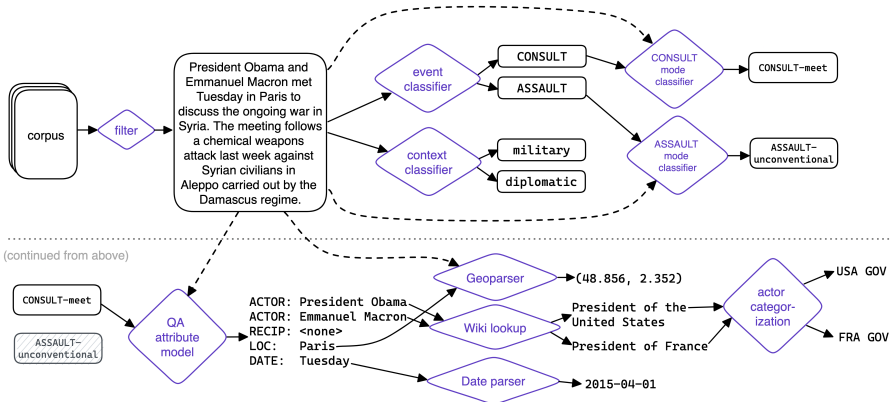 corpus
filter
President Obama and
Emmanuel Macron met
Tuesday in Paris to
discuss the ongoing war in
Syria. The meeting follows
a chemical weapons
attack last week against
Syrian civilians in
Aleppo carried out by the
Damascus regime.
event
classifier
CONSULT
ASSAULT
context
classifier
military
diplomatic
CONSULT
mode
classifier
CONSULT-meet
ASSAULT
mode
classifier
ASSAULT-
unconventional
(continued from above)
CONSULT-meet
ASSAULT-
unconventional
QA
attribute
model
ACTOR: President Obama
ACTOR: Emmanuel Macron
RECIP: <none>
LOC: Paris
DATE: Tuesday
Geoparser
(48.856, 2.352)
Wiki lookup
President of the
United States
President of France
Date parser
2015-04-01
actor
categor-
ization
USA GOV
FRA GOV